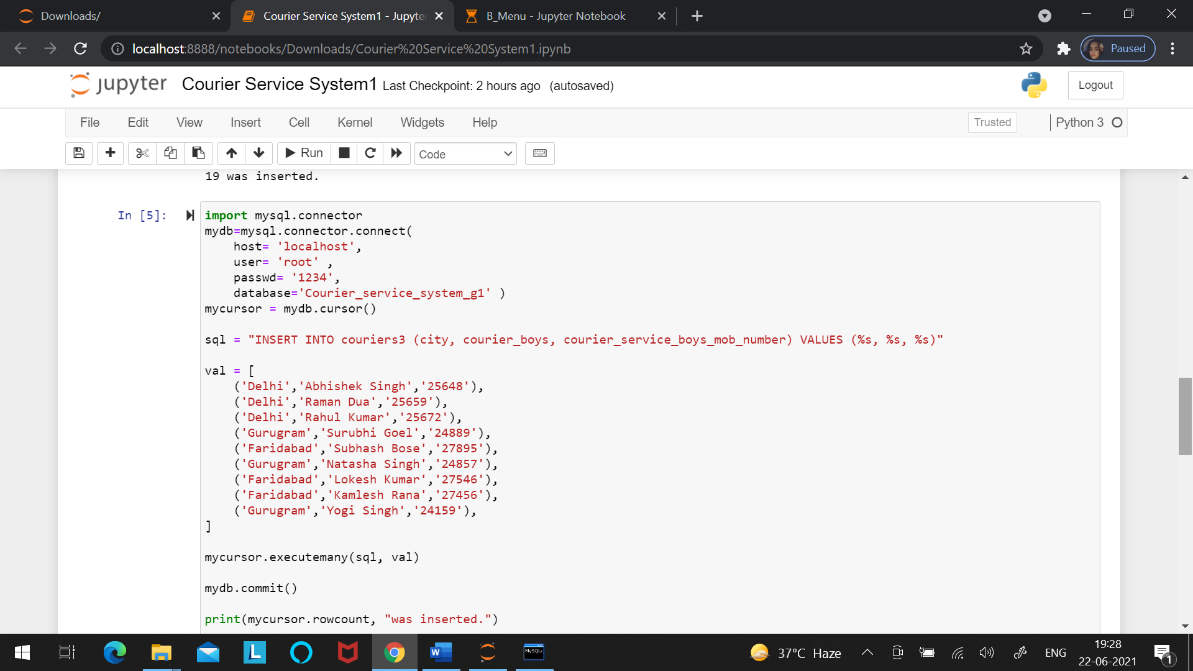 Downloads/
Courier Service System1 - Jupyte
B_Menu - Jupyter Notebook
localhost:8888/notebooks/Downloads/Courier%20Service%20System1.ipynb
Paused
jupyter Courier Service System1 Last Checkpoint: 2 hours ago (autosaved)
Logout
File Edit View Insert Cell Kernel Widgets Help
Trusted
Python 3
Run
Code
19 was inserted.
In [5]:
import mysql.connector
mydb=mysql.connector.connect(
    host= 'localhost',
    user= 'root' ,
    passwd= '1234',
    database='Courier_service_system_g1' )
mycursor = mydb.cursor()
sql = "INSERT INTO couriers3 (city, courier_boys, courier_service_boys_mob_number) VALUES (%s, %s, %s)"
val = [
    ('Delhi','Abhishek Singh','25648'),
    ('Delhi','Raman Dua','25659'),
    ('Delhi','Rahul Kumar','25672'),
    ('Gurugram','Surubhi Goel','24889'),
    ('Faridabad','Subhash Bose','27895'),
    ('Gurugram','Natasha Singh','24857'),
    ('Faridabad','Lokesh Kumar','27546'),
    ('Faridabad','Kamlesh Rana','27456'),
    ('Gurugram','Yogi Singh','24159'),
]
mycursor.executemany(sql, val)
mydb.commit()
print(mycursor.rowcount, "was inserted.")
L
W
37°C Haze
ENG
19:28
22-06-2021
1